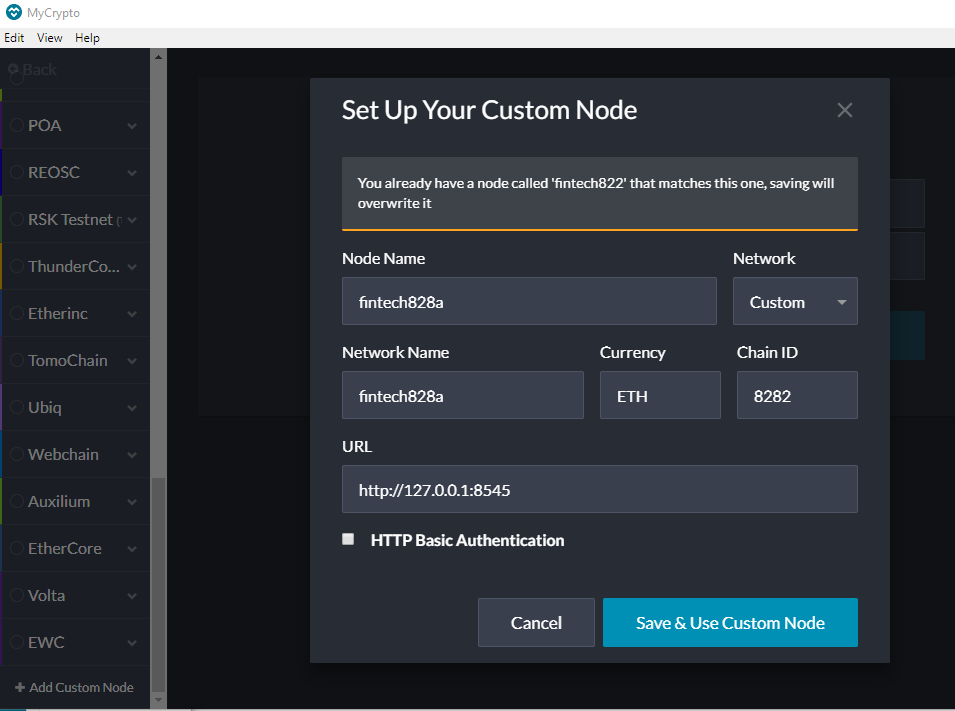 MyCrypto
Edit View Help
Back
POA
REOSC
RSK Testnet (
ThunderCo...
Etherinc
TomoChain
Ubiq
Webchain
Auxilium
EtherCore
Volta
EWC
+ Add Custom Node
Set Up Your Custom Node
You already have a node called 'fintech822' that matches this one, saving will
overwrite it
Node Name Network
fintech828a Custom
Network Name Currency Chain ID
fintech828a ETH 8282
URL
http://127.0.0.1:8545
HTTP Basic Authentication
Cancel Save & Use Custom Node